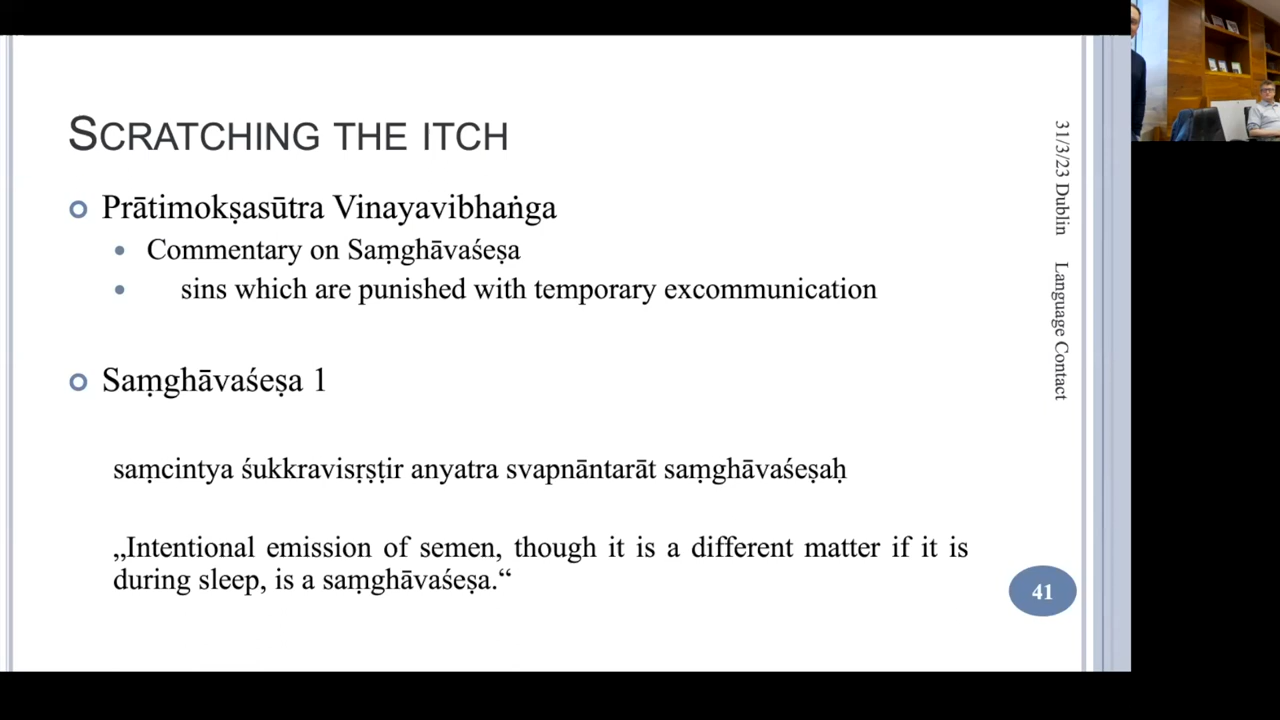 SCRATCHING THE ITCH
Prātimokṣasūtra Vinayavibhaṅga
Commentary on Saṃghāvaśeṣa
sins which are punished with temporary excommunication
Saṃghāvaśeṣa 1
saṃcintya śukkravisṛṣṭir anyatra svapnāntarāt saṃghāvaśeṣaḥ
„Intentional emission of semen, though it is a different matter if it is
during sleep, is a saṃghāvaśeṣa.“
31/3/23 Dublin Language Contact
41